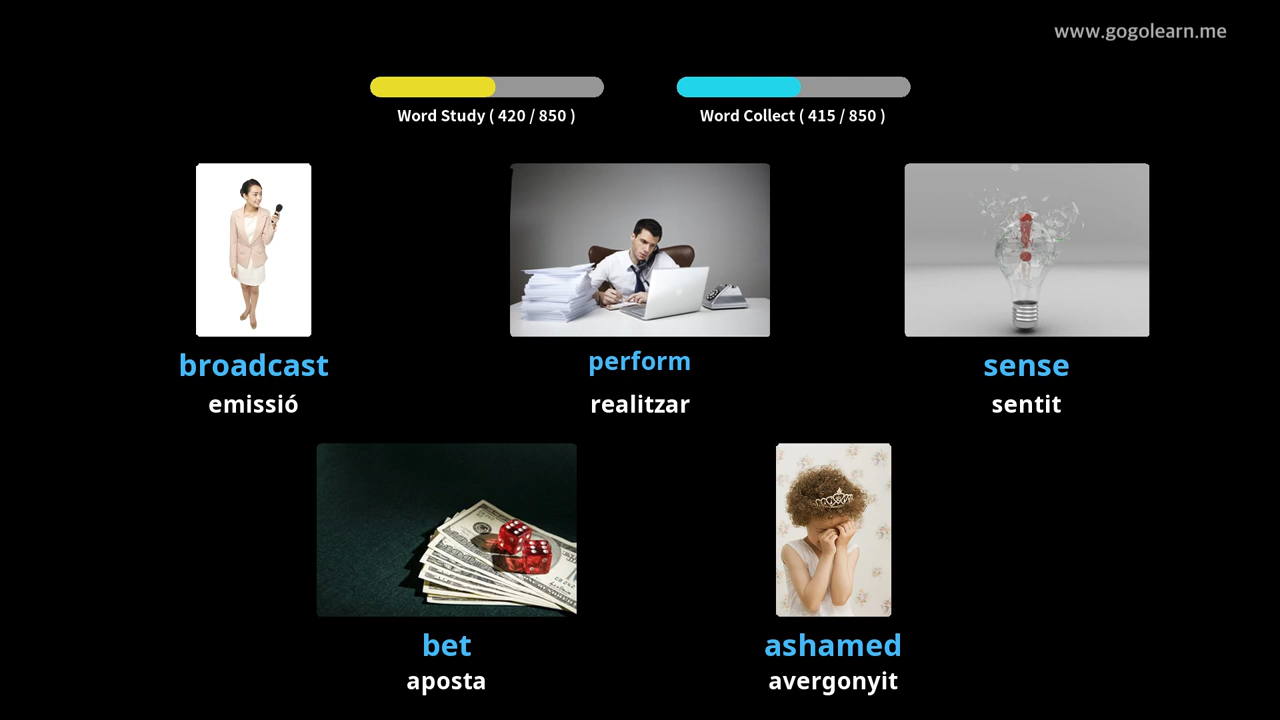 www.gogolearn.me
Word Study ( 420 / 850 )
Word Collect ( 415 / 850 )
broadcast
emissió
perform
realitzar
sense
sentit
bet
aposta
ashamed
avergonyit